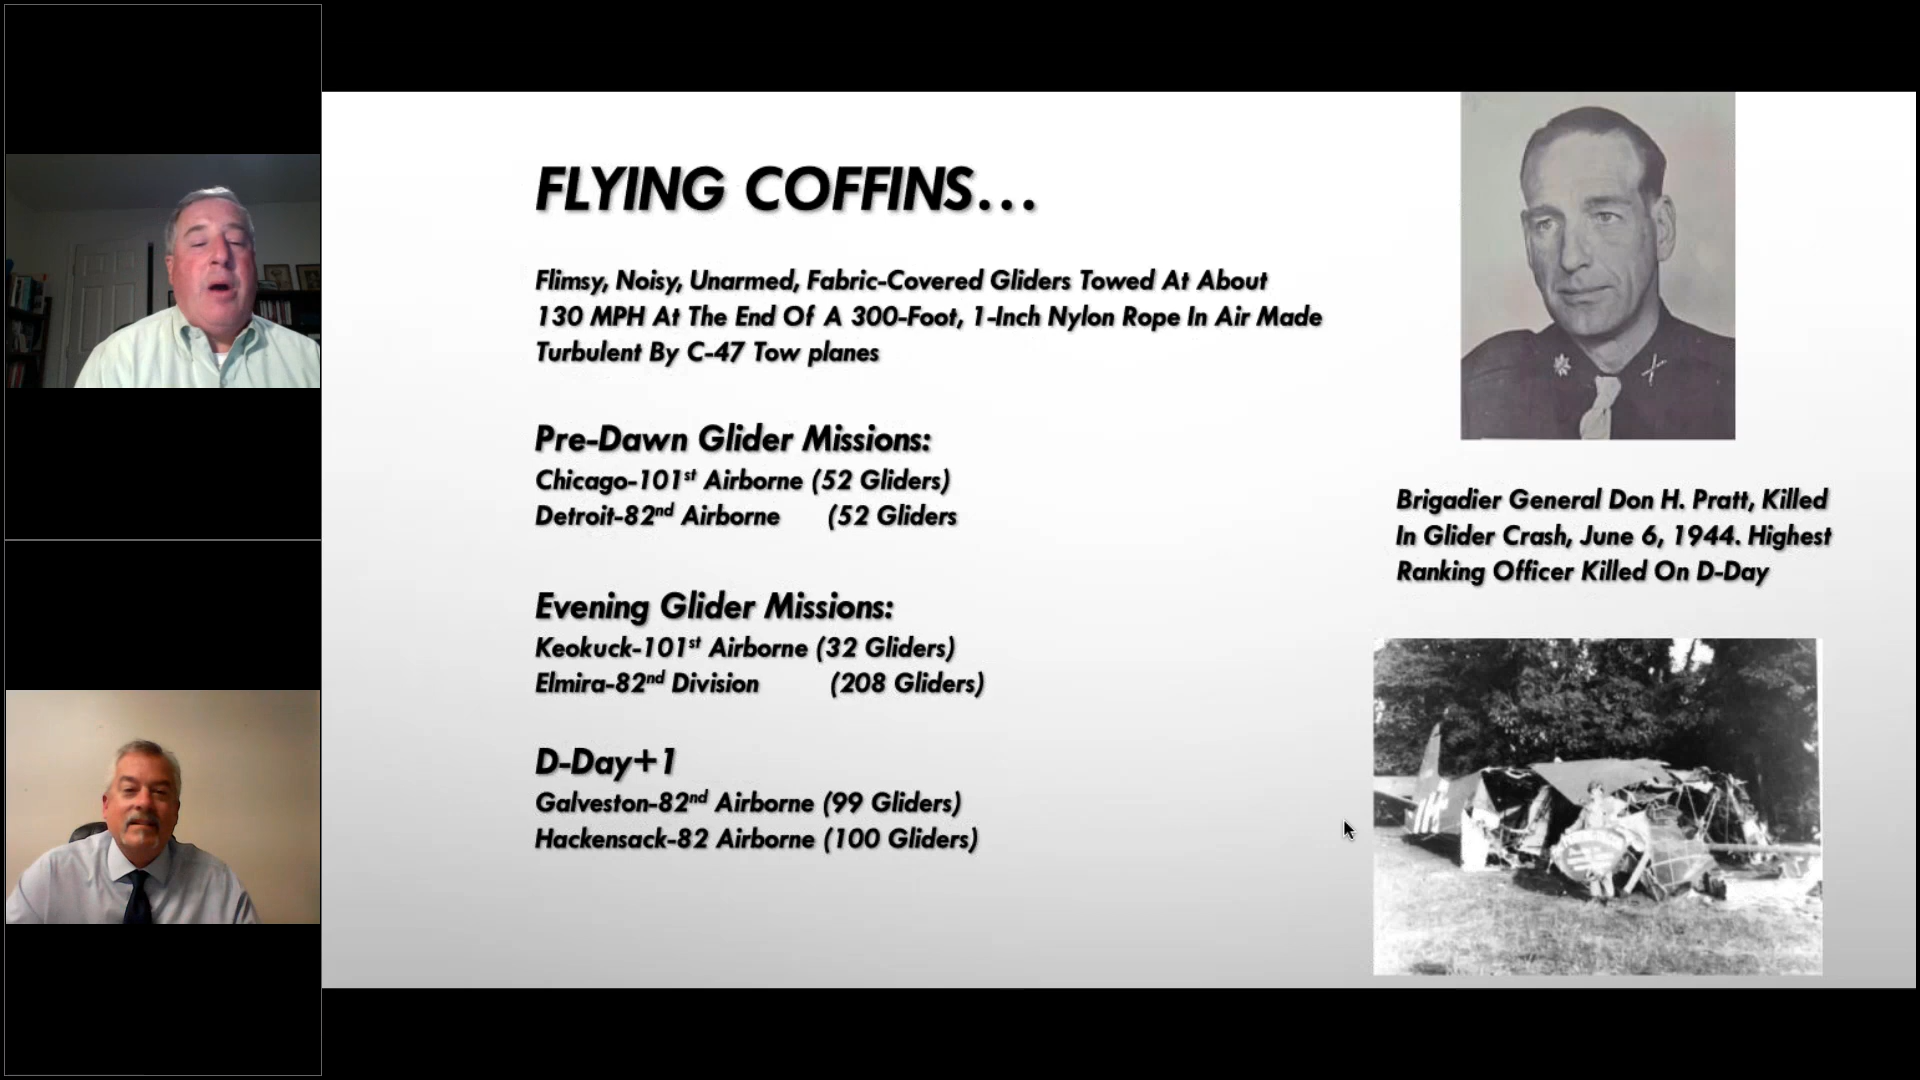 FLYING COFFINS...
Flimsy, Noisy, Unarmed, Fabric-Covered Gliders Towed At About
130 MPH At The End Of A 300-Foot, 1-Inch Nylon Rope In Air Made
Turbulent By C-47 Tow planes
Pre-Dawn Glider Missions:
Chicago-101st Airborne (52 Gliders)
Detroit-82nd Airborne (52 Gliders
Evening Glider Missions:
Keokuck-101st Airborne (32 Gliders)
Elmira-82nd Division (208 Gliders)
D-Day+1
Galveston-82nd Airborne (99 Gliders)
Hackensack-82 Airborne (100 Gliders)
Brigadier General Don H. Pratt, Killed
In Glider Crash, June 6, 1944. Highest
Ranking Officer Killed On D-Day